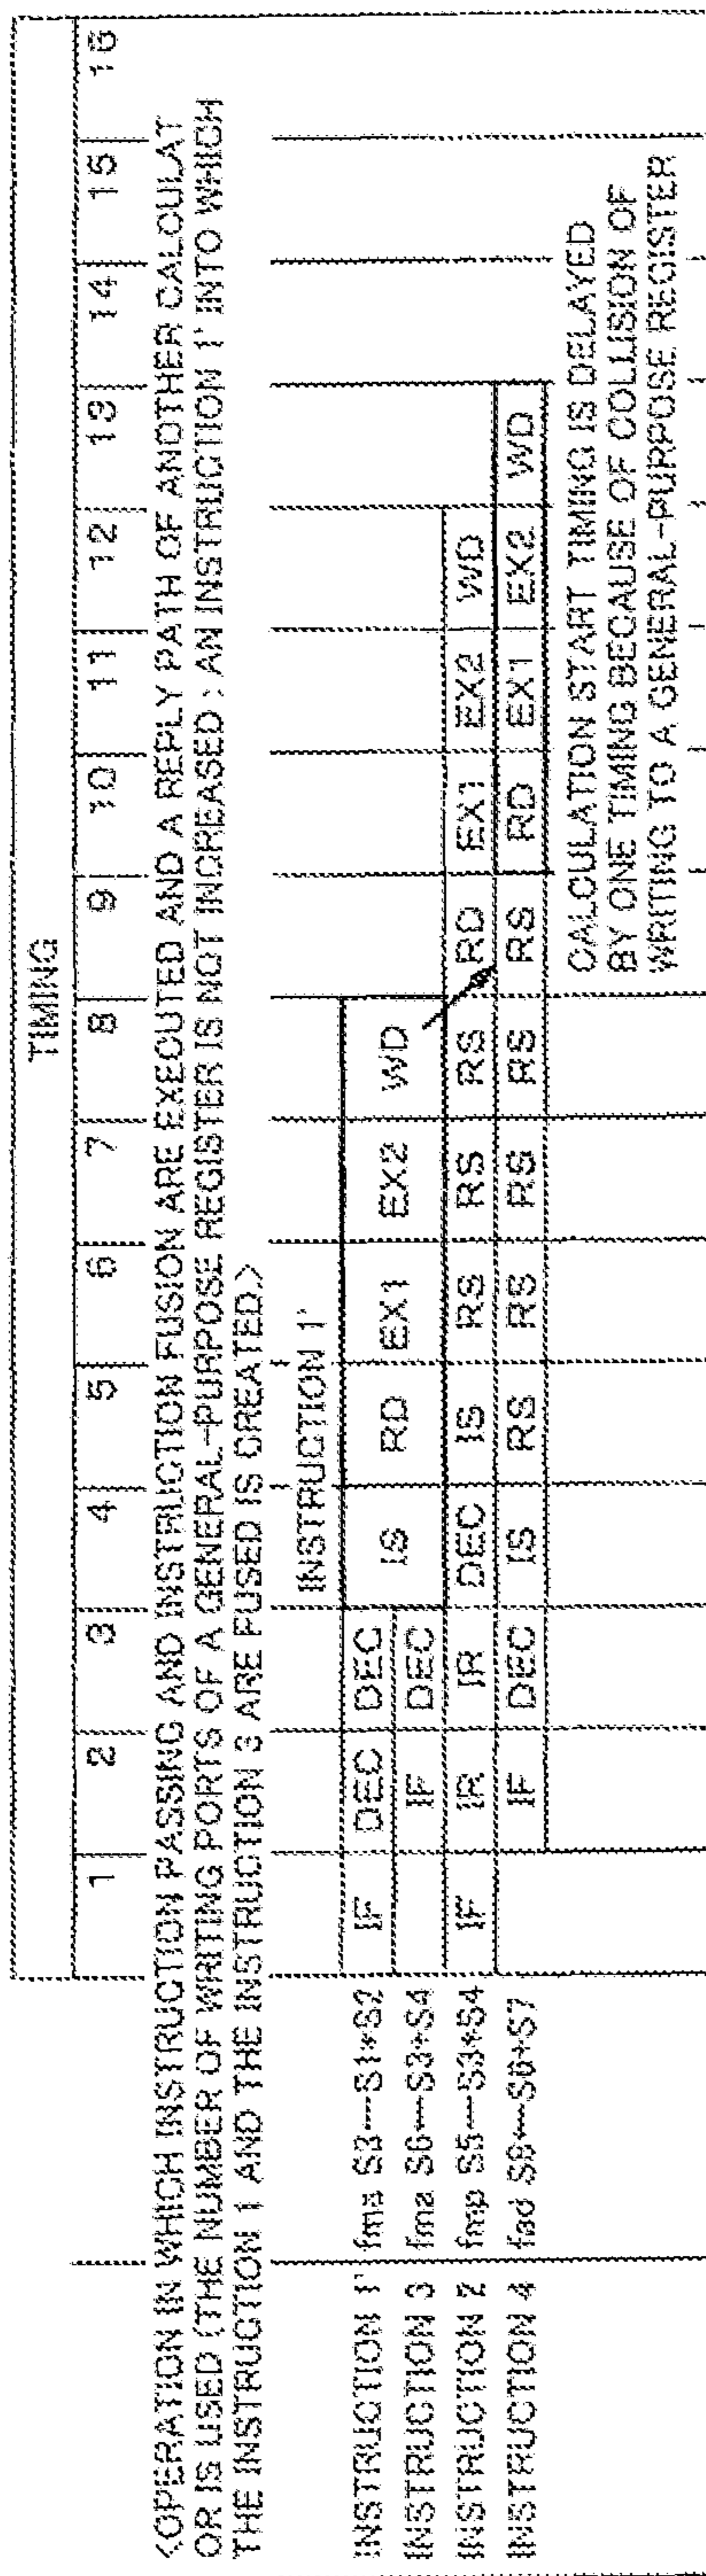 TIMING
1 2 3 4 5 6 7 8 9 10 11 12 13 14 15 16
<OPERATION IN WHICH INSTRUCTION PASSING AND INSTRUCTION FUSION ARE EXECUTED AND A REPLY PATH OF ANOTHER CALCULAT
OR IS USED (THE NUMBER OF WRITING PORTS OF A GENERAL-PURPOSE REGISTER IS NOT INCREASED : AN INSTRUCTION 1' INTO WHICH
THE INSTRUCTION 1 AND THE INSTRUCTION 3 ARE FUSED IS CREATED.>
INSTRUCTION 1'
INSTRUCTION 1' fma S3←S1*S2 IF DEC DEC IS RD EX1 EX2 WD
INSTRUCTION 3 fma S6←S3+S4 IF DEC
INSTRUCTION 2 fmp S5←S3*S4 IF IR IR DEC IS RS RS RS RD EX1 EX2 WD
INSTRUCTION 4 fad S8←S6+S7 IF DEC IS RS RS RS RS RS RD EX1 EX2 WD
CALCULATION START TIMING IS DELAYED
BY ONE TIMING BECAUSE OF COLLISION OF
WRITING TO A GENERAL-PURPOSE REGISTER